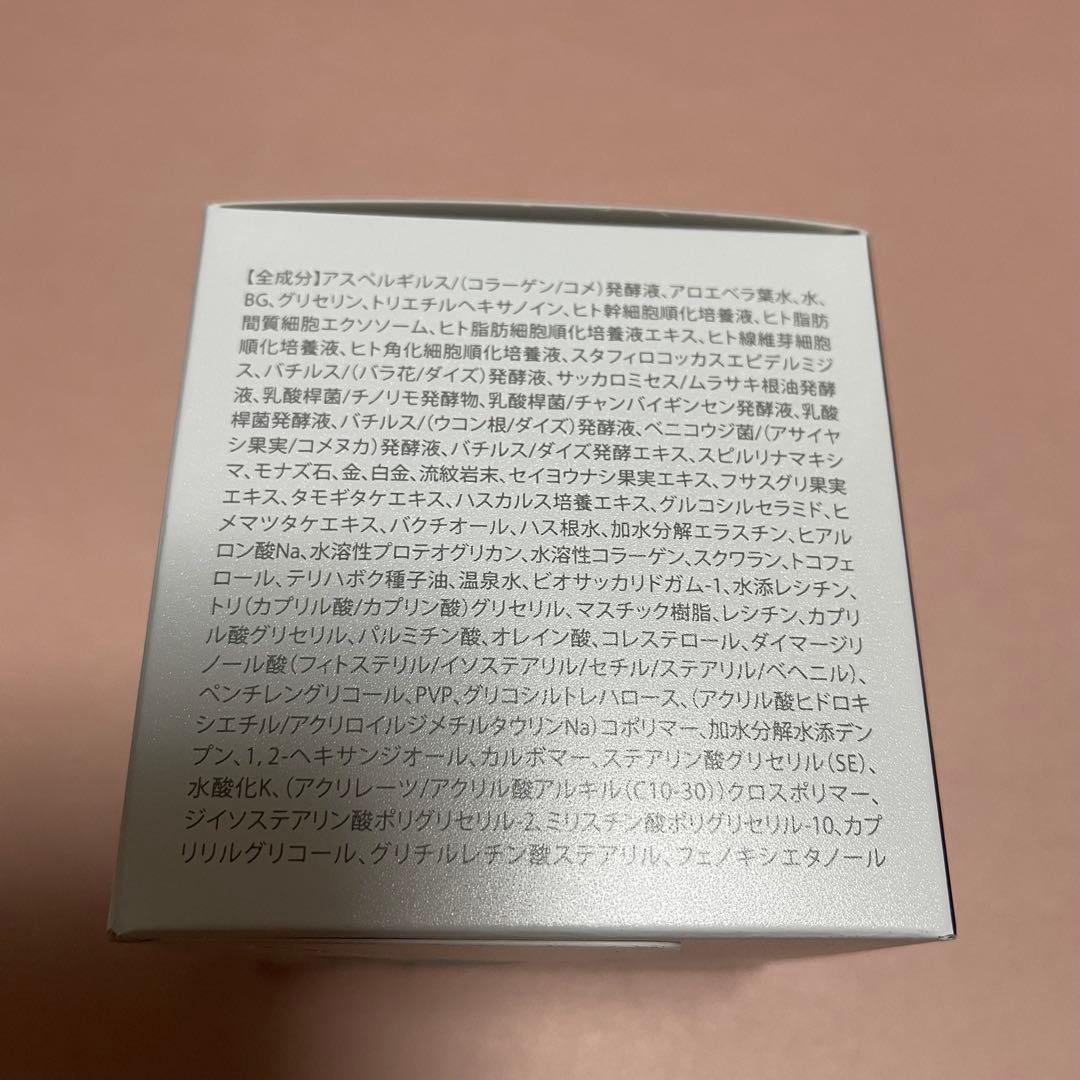 【全成分】アスペルギルス/(コラーゲン/コメ)発酵液、アロエベラ葉水、水、
BG、グリセリン、トリエチルヘキサノイン、ヒト幹細胞順化培養液、ヒト脂肪
間質細胞エクソソーム、ヒト脂肪細胞順化培養液エキス、ヒト線維芽細胞
順化培養液、ヒト角化細胞順化培養液、スタフィロコッカスエピデルミジ
ス、バチルス/(バラ花/ダイズ)発酵液、サッカロミセス/ムラサキ根油発酵
液、乳酸桿菌/チノリモ発酵物、乳酸桿菌/チャンバイギンセン発酵液、乳酸
桿菌発酵液、バチルス/(ウコン根/ダイズ)発酵液、ベニコウジ菌/(アサイヤ
シ果実/コメヌカ)発酵液、バチルス/ダイズ発酵エキス、スピルリナマキシ
マ、モナズ石、金、白金、流紋岩末、セイヨウナシ果実エキス、フサスグリ果実
エキス、タモギタケエキス、ハスカルス培養エキス、グルコシルセラミド、ヒ
メマツタケエキス、バクチオール、ハス根水、加水分解エラスチン、ヒアル
ロン酸Na、水溶性プロテオグリカン、水溶性コラーゲン、スクワラン、トコフェ
ロール、テリハボク種子油、温泉水、ビオサッカリドガム-1、水添レシチン、
トリ(カプリル酸/カプリン酸)グリセリル、マスチック樹脂、レシチン、カプリ
ル酸グリセリル、パルミチン酸、オレイン酸、コレステロール、ダイマージリ
ノール酸(フィトステリル/イソステアリル/セチル/ステアリル/ベヘニル)、
ペンチレングリコール、PVP、グリコシルトレハロース、(アクリル酸ヒドロキ
シエチル/アクリロイルジメチルタウリンNa)コポリマー、加水分解水添デン
プン、1,2-ヘキサンジオール、カルボマー、ステアリン酸グリセリル(SE)、
水酸化K、(アクリレーツ/アクリル酸アルキル(C10-30))クロスポリマー、
ジイソステアリン酸ポリグリセリル-2、ミリスチン酸ポリグリセリル-10、カプ
リリルグリコール、グリチルレチン酸ステアリル、フェノキシエタノール